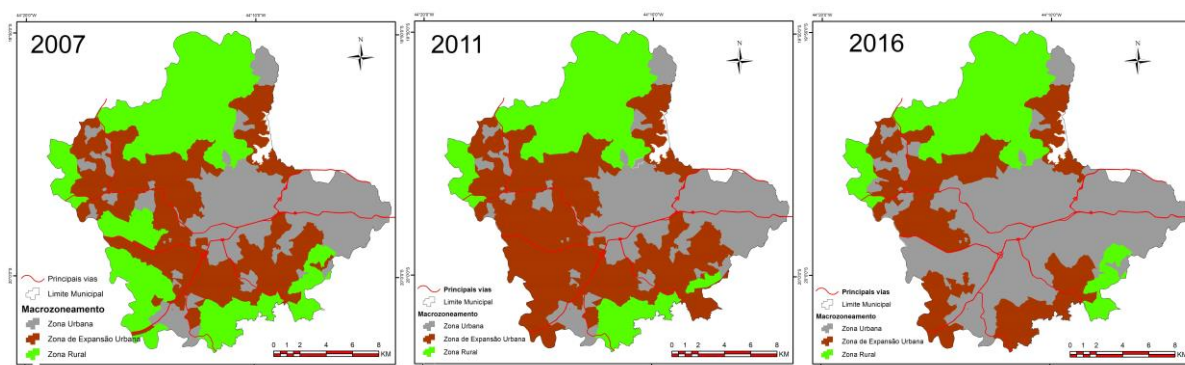 2007
N
Principais vias
Limite Municipal
Macrozoneamento
Zona Urbana
Zona de Expansão Urbana
Zona Rural
0 1 2 4 6 8
KM
2011
N
Principais vias
Limite Municipal
Macrozoneamento
Zona Urbana
Zona de Expansão Urbana
Zona Rural
0 1 2 4 6 8
KM
2016
N
Principais vias
Limite Municipal
Macrozoneamento
Zona Urbana
Zona de Expansão Urbana
Zona Rural
0 1 2 4 6 8
KM